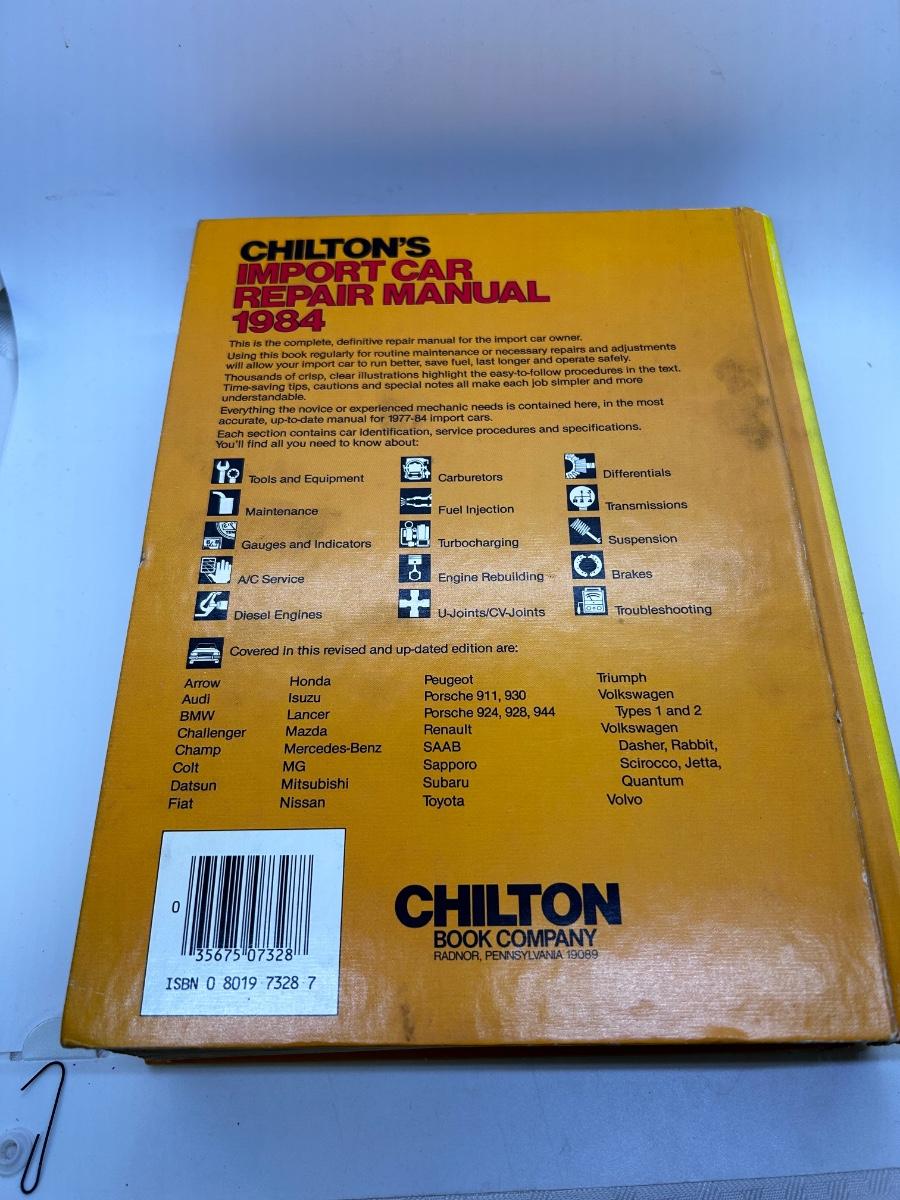 CHILTON'S
IMPORT CAR
REPAIR MANUAL
1984
This is the complete, definitive repair manual for the import car owner.
Using this book regularly for routine maintenance or necessary repairs and adjustments
will allow your import car to run better, save fuel, last longer and operate safely.
Thousands of crisp, clear illustrations highlight the easy-to-follow procedures in the text.
Time-saving tips, cautions and special notes all make each job simpler and more
understandable.
Everything the novice or experienced mechanic needs is contained here, in the most
accurate, up-to-date manual for 1977-84 import cars.
Each section contains car identification, service procedures and specifications.
You'll find all you need to know about:
Tools and Equipment
Maintenance
Gauges and Indicators
A/C Service
Diesel Engines
Carburetors
Fuel Injection
Turbocharging
Engine Rebuilding
U-Joints/CV-Joints
Differentials
Transmissions
Suspension
Brakes
Troubleshooting
Covered in this revised and up-dated edition are:
Arrow
Audi
BMW
Challenger
Champ
Colt
Datsun
Fiat
Honda
Isuzu
Lancer
Mazda
Mercedes-Benz
MG
Mitsubishi
Nissan
Peugeot
Porsche 911, 930
Porsche 924, 928, 944
Renault
SAAB
Sapporo
Subaru
Toyota
Triumph
Volkswagen
Types 1 and 2
Volkswagen
Dasher, Rabbit,
Scirocco, Jetta,
Quantum
Volvo
0
35675 07328
ISBN 0 8019 7328 7
CHILTON
BOOK COMPANY
RADNOR, PENNSYLVANIA 19089